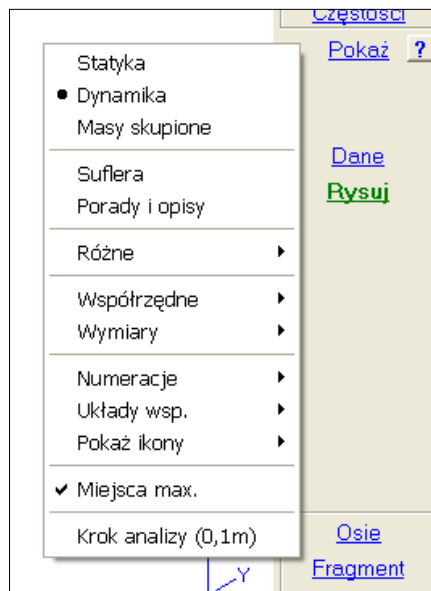 Częstości
Pokaż ?
Statyka
Dynamika
Masy skupione
Dane
Suflera
Rysuj
Porady i opisy
Różne
Współrzędne
Wymiary
Numeracje
Układy wsp.
Pokaż ikony
Miejsca max.
Krok analizy (0,1m)
Osie
Y
Fragment